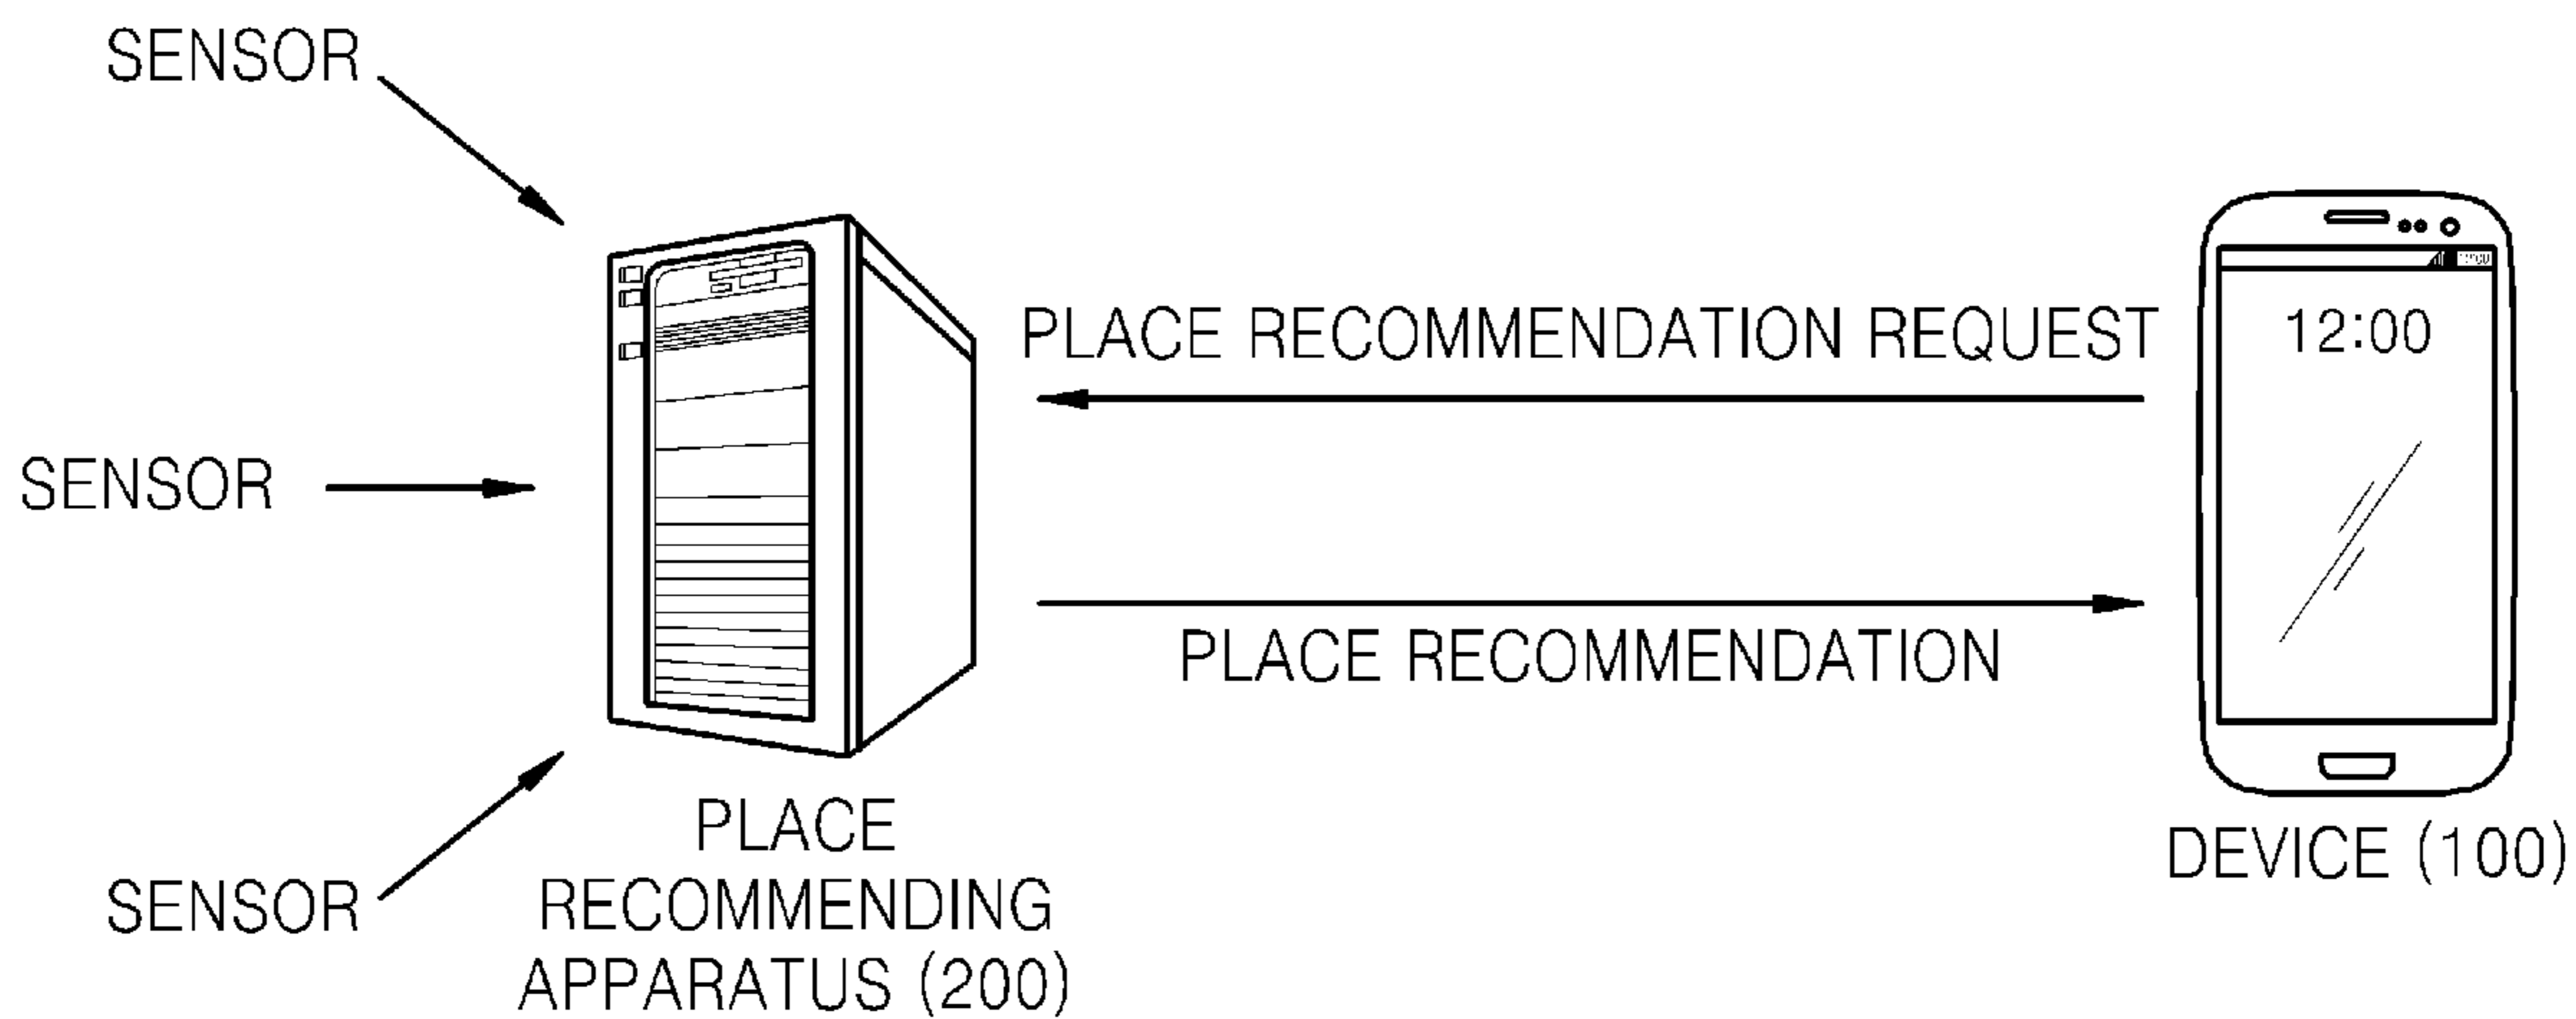 SENSOR
SENSOR
SENSOR
PLACE
RECOMMENDING
APPARATUS (200)
PLACE RECOMMENDATION REQUEST
PLACE RECOMMENDATION
12:00
DEVICE (100)